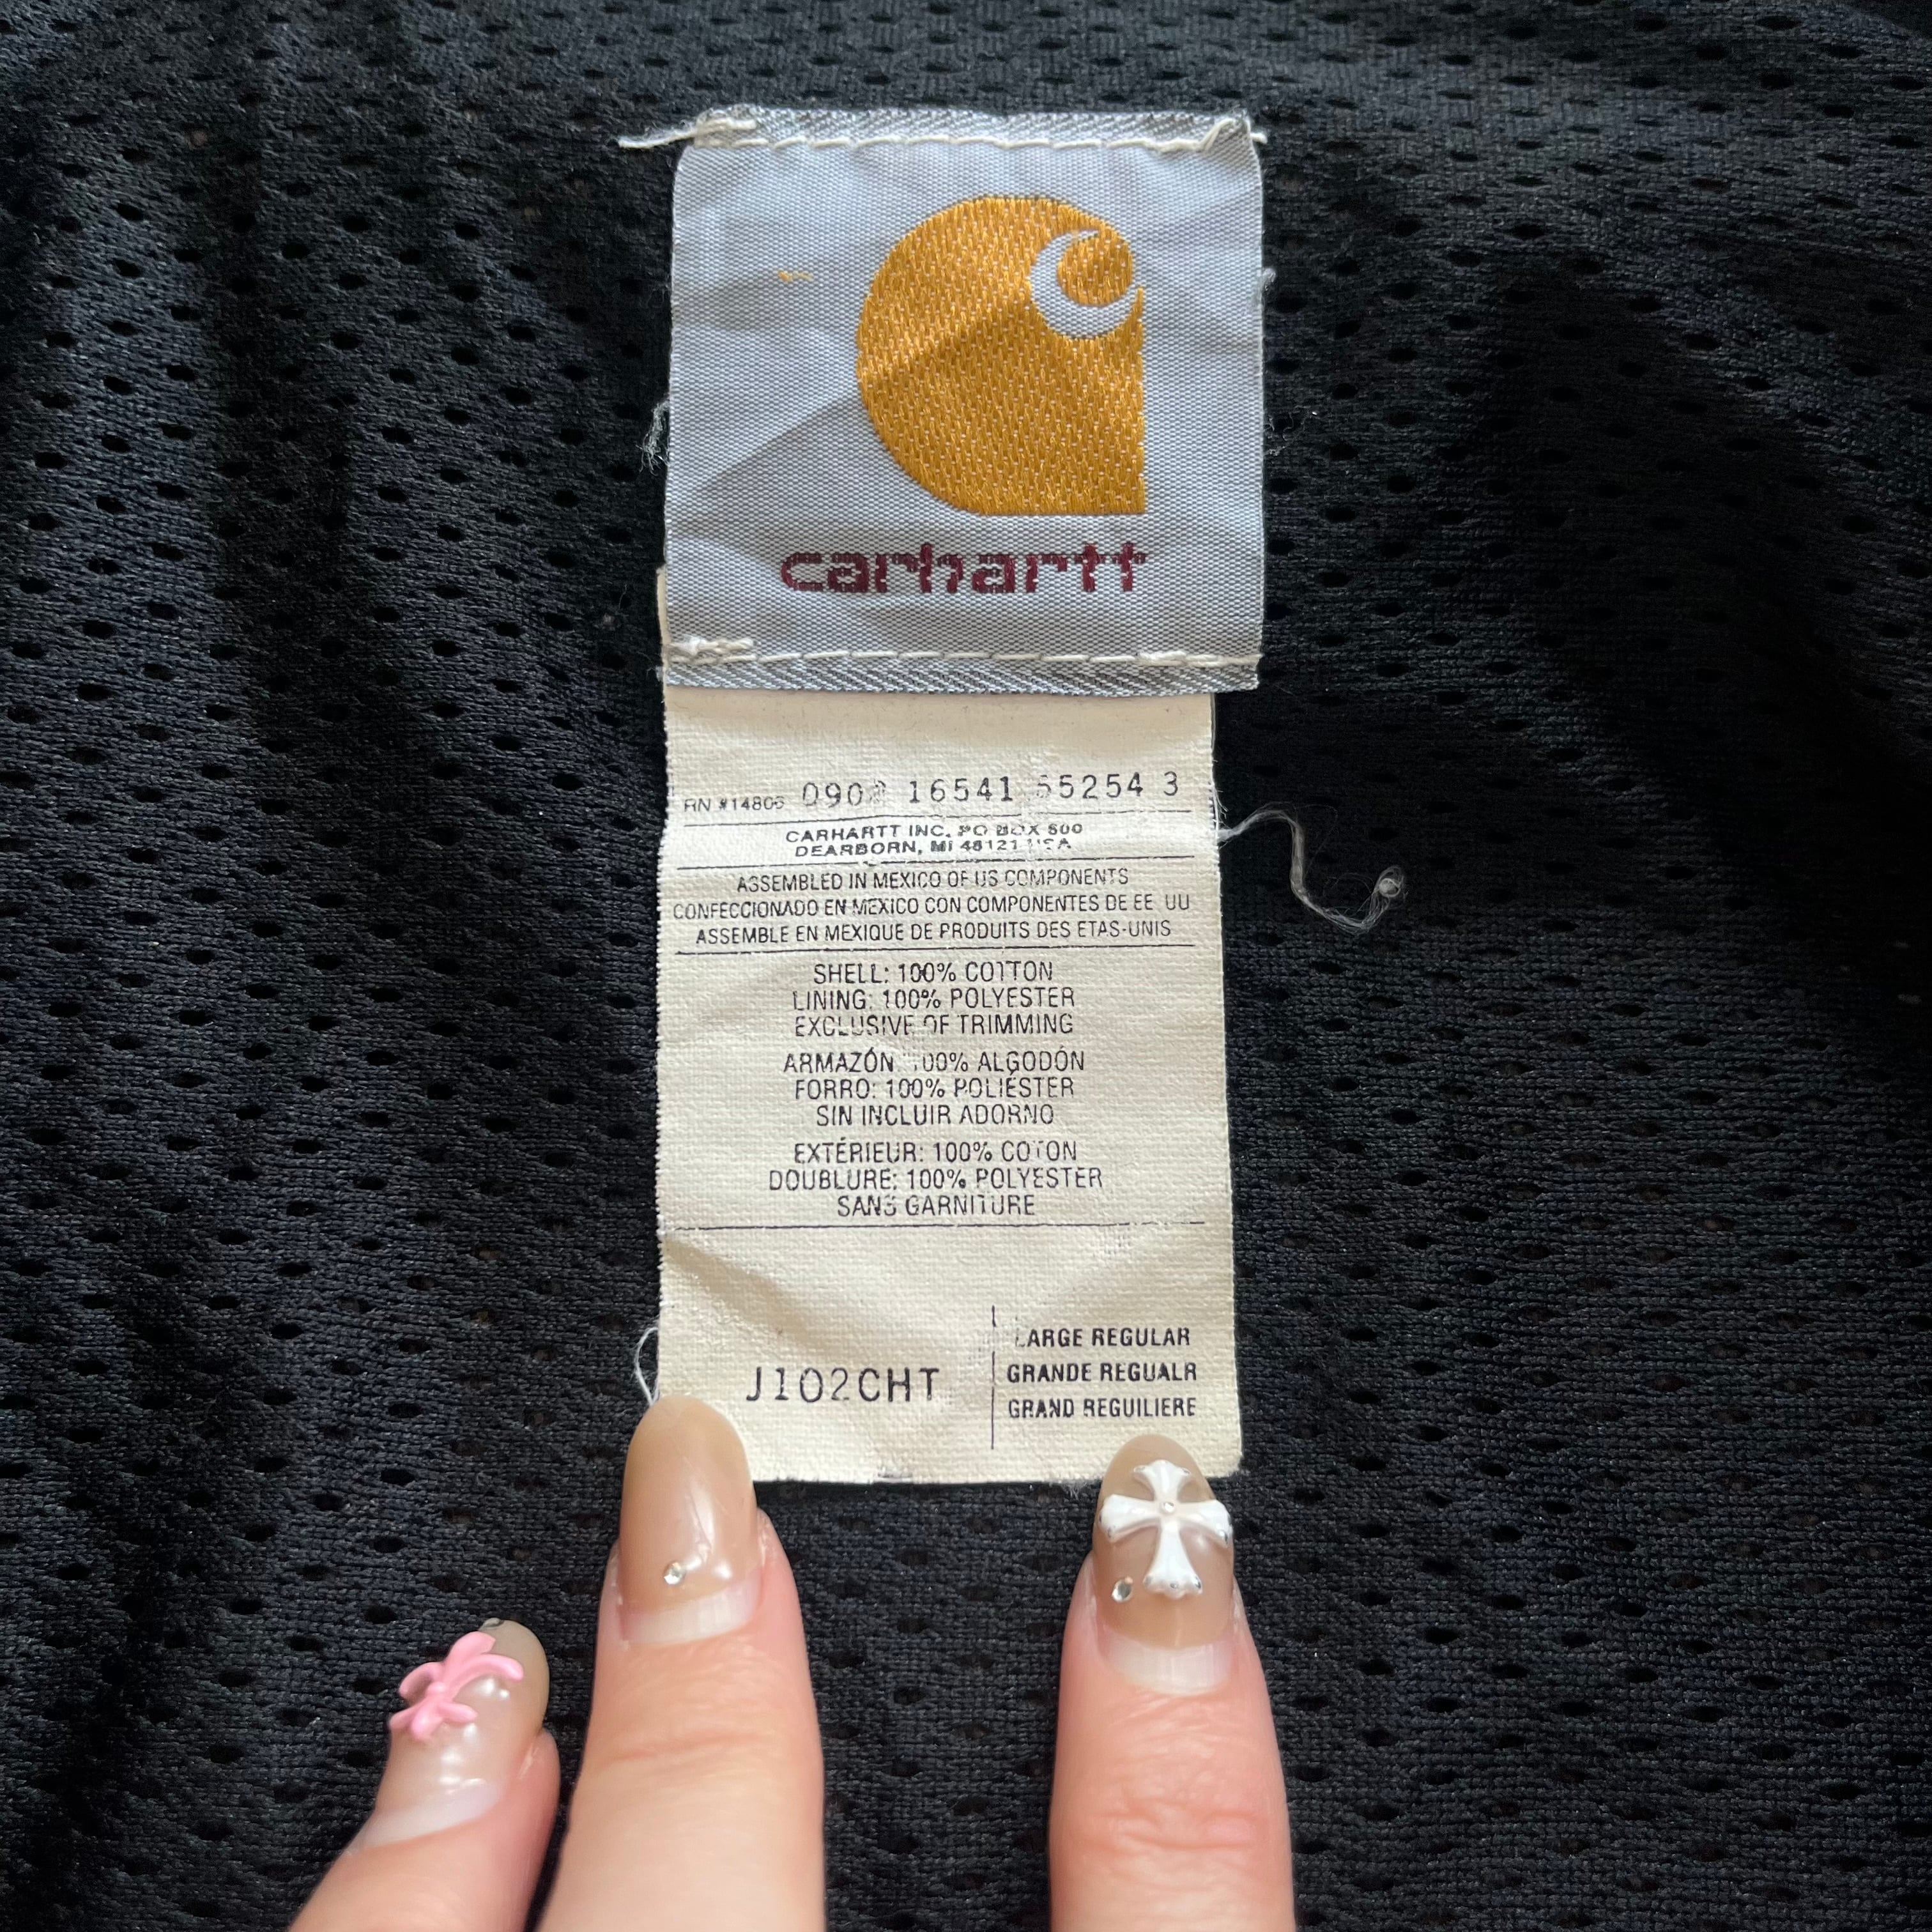 carhartt
RN #14806 090 16541 55254 3
CARHARTT INC. PO BOX 500
DEARBORN, MI 48121 USA
ASSEMBLED IN MEXICO OF US COMPONENTS
CONFECCIONADO EN MEXICO CON COMPONENTES DE EE UU
ASSEMBLE EN MEXIQUE DE PRODUITS DES ETAS-UNIS
SHELL: 100% COTTON
LINING: 100% POLYESTER
EXCLUSIVE OF TRIMMING
ARMAZÓN 100% ALGODÓN
FORRO: 100% POLIÉSTER
SIN INCLUIR ADORNO
EXTÉRIEUR: 100% COTON
DOUBLURE: 100% POLYESTER
SANS GARNITURE
J102CHT
LARGE REGULAR
GRANDE REGUALR
GRAND REGUILIERE